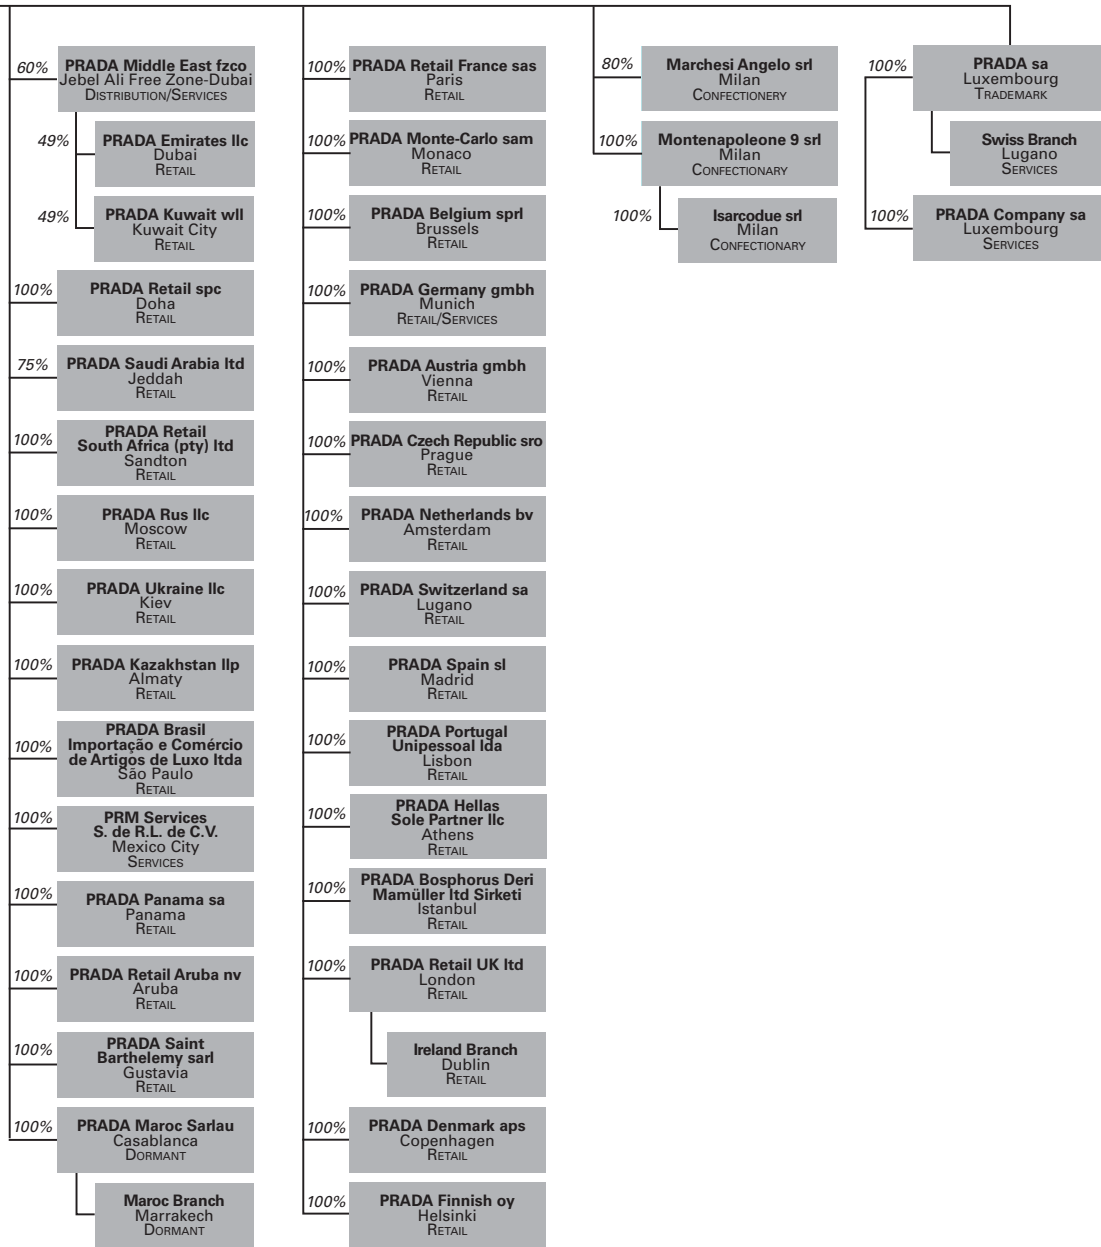 60%
PRADA Middle East fzco
Jebel Ali Free Zone-Dubai
DISTRIBUTION/SERVICES
49%
PRADA Emirates llc
Dubai
RETAIL
49%
PRADA Kuwait wll
Kuwait City
RETAIL
100%
PRADA Retail spc
Doha
RETAIL
75%
PRADA Saudi Arabia ltd
Jeddah
RETAIL
100%
PRADA Retail
South Africa (pty) ltd
Sandton
RETAIL
100%
PRADA Rus llc
Moscow
RETAIL
100%
PRADA Ukraine llc
Kiev
RETAIL
100%
PRADA Kazakhstan llp
Almaty
RETAIL
100%
PRADA Brasil
Importação e Comércio
de Artigos de Luxo ltda
São Paulo
RETAIL
100%
PRM Services
S. de R.L. de C.V.
Mexico City
SERVICES
100%
PRADA Panama sa
Panama
RETAIL
100%
PRADA Retail Aruba nv
Aruba
RETAIL
100%
PRADA Saint
Barthelemy sarl
Gustavia
RETAIL
100%
PRADA Maroc Sarlau
Casablanca
DORMANT
Maroc Branch
Marrakech
DORMANT
100%
PRADA Retail France sas
Paris
RETAIL
100%
PRADA Monte-Carlo sam
Monaco
RETAIL
100%
PRADA Belgium sprl
Brussels
RETAIL
100%
PRADA Germany gmbh
Munich
RETAIL/SERVICES
100%
PRADA Austria gmbh
Vienna
RETAIL
100%
PRADA Czech Republic sro
Prague
RETAIL
100%
PRADA Netherlands bv
Amsterdam
RETAIL
100%
PRADA Switzerland sa
Lugano
RETAIL
100%
PRADA Spain sl
Madrid
RETAIL
100%
PRADA Portugal
Unipessoal lda
Lisbon
RETAIL
100%
PRADA Hellas
Sole Partner llc
Athens
RETAIL
100%
PRADA Bosphorus Deri
Mamüller ltd Sirketi
Istanbul
RETAIL
100%
PRADA Retail UK ltd
London
RETAIL
Ireland Branch
Dublin
RETAIL
100%
PRADA Denmark aps
Copenhagen
RETAIL
100%
PRADA Finnish oy
Helsinki
RETAIL
80%
Marchesi Angelo srl
Milan
CONFECTIONERY
100%
Montenapoleone 9 srl
Milan
CONFECTIONARY
100%
Isarcodue srl
Milan
CONFECTIONARY
100%
PRADA sa
Luxembourg
TRADEMARK
Swiss Branch
Lugano
SERVICES
100%
PRADA Company sa
Luxembourg
SERVICES